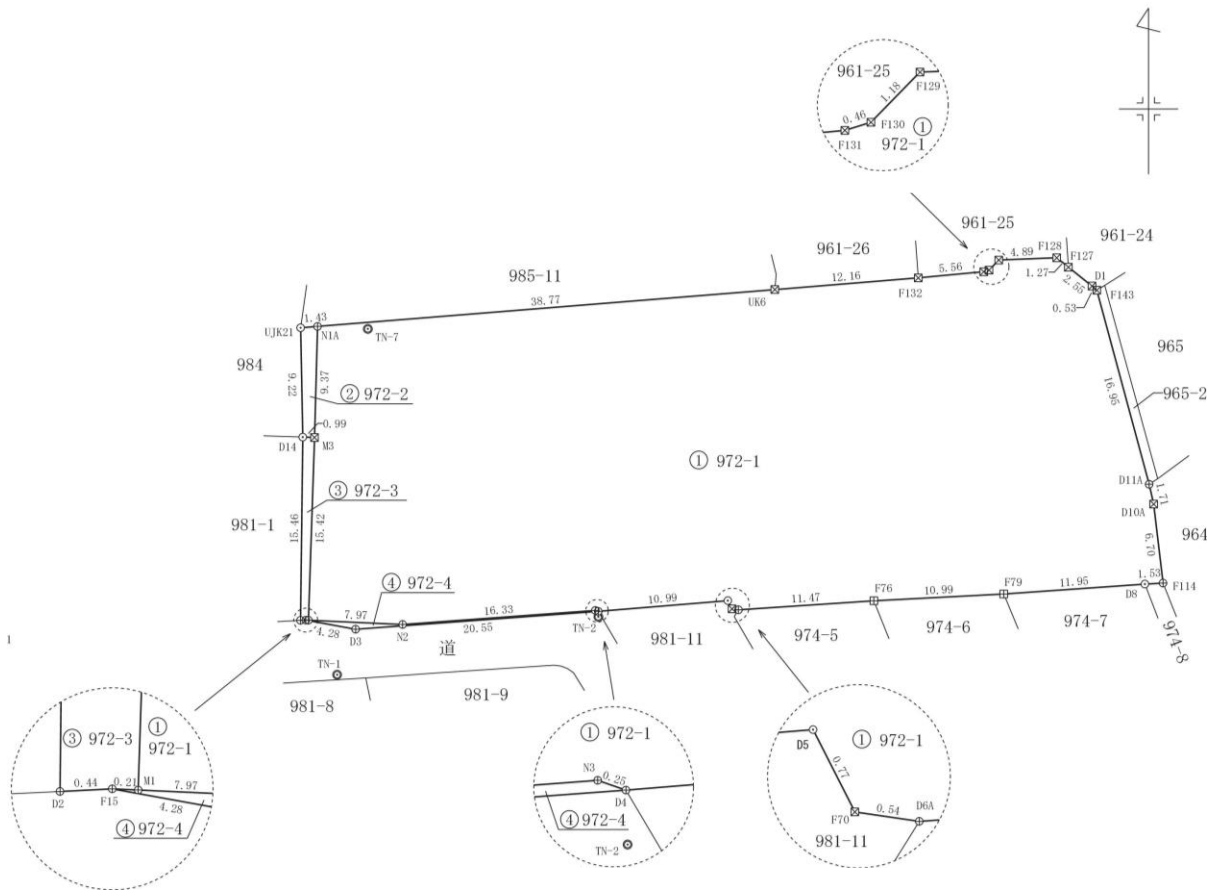 961-25
F129
1.18
0.46
F130
①
F131
972-1
961-25
961-24
F128
4.89
F127
961-26
1.27
D1
985-11
5.56
2.55
12.16
F132
F143
UK6
0.53
38.77
1.43
UJK21
N1A
TN-7
965
984
9.22
9.37
16.95
965-2
② 972-2
0.99
D14
M3
① 972-1
D11A
1.71
③ 972-3
D10A
981-1
15.46
15.42
964
6.70
④ 972-4
1.53
11.95
F79
F76
10.99
F114
10.99
11.47
D8
7.97
16.33
4.28
D3
N2
20.55
TN-2
981-11
974-5
974-6
974-7
974-8
道
1
TN-1
981-9
981-8
③ 972-3
①
972-1
0.44
0.21
M1
7.97
D2
F15
4.28
④ 972-4
① 972-1
N3
0.25
D4
④ 972-4
TN-2
① 972-1
D5
0.77
0.54
D6A
F70
981-11